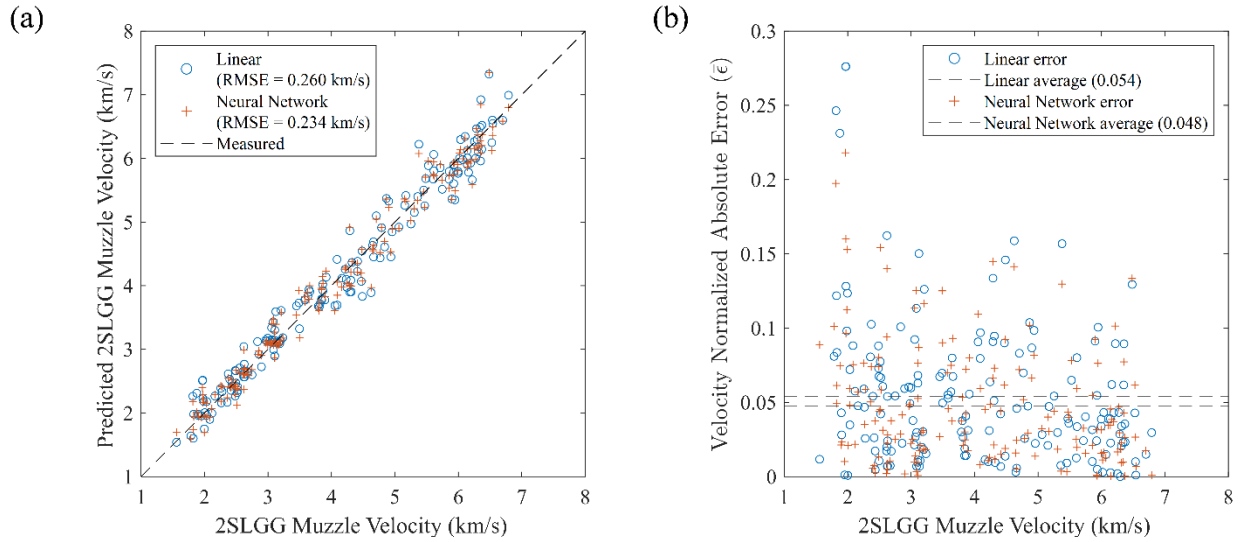 (a)
Predicted 2SLGG Muzzle Velocity (km/s)
8
7
6
5
4
3
2
1
Linear
(RMSE = 0.260 km/s)
Neural Network
(RMSE = 0.234 km/s)
Measured
1 2 3 4 5 6 7 8
2SLGG Muzzle Velocity (km/s)
(b)
Velocity Normalized Absolute Error (ε̄)
0.3
0.25
0.2
0.15
0.1
0.05
0
Linear error
Linear average (0.054)
Neural Network error
Neural Network average (0.048)
1 2 3 4 5 6 7 8
2SLGG Muzzle Velocity (km/s)